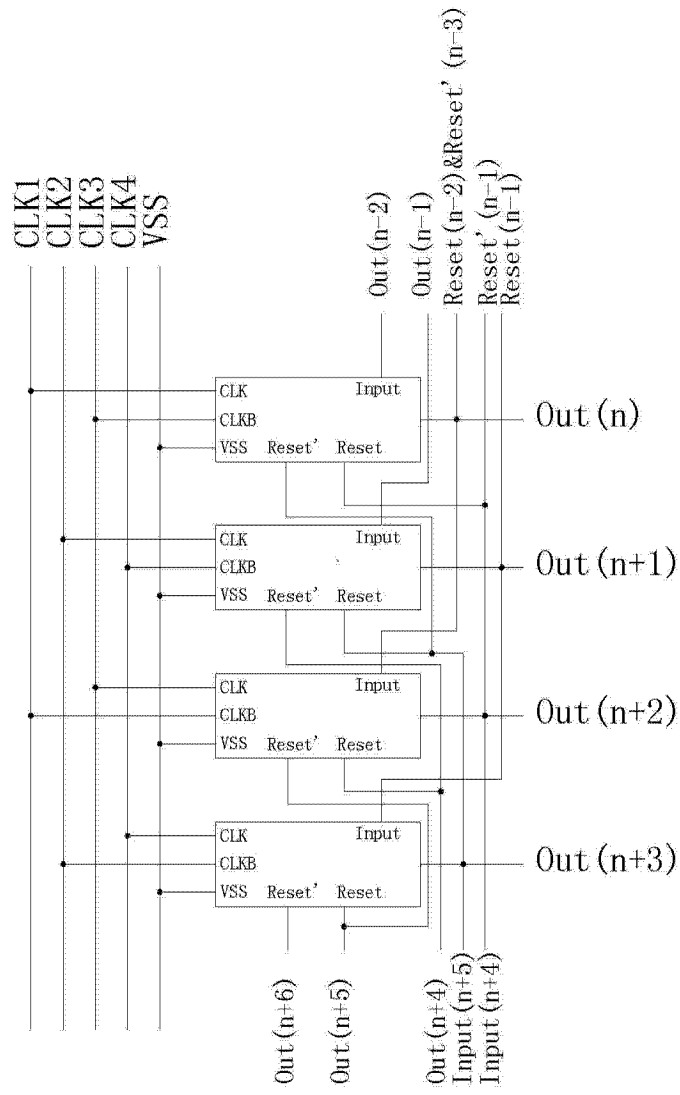 CLK1
CLK2
CLK3
CLK4
VSS
Out(n-2)
Out(n-1)
Reset(n-2)&Reset'(n-3)
Reset'(n-1)
Reset(n-1)
CLK
Input
CLKB
VSS
Reset'
Reset
Out(n)
CLK
Input
CLKB
VSS
Reset'
Reset
Out(n+1)
CLK
Input
CLKB
VSS
Reset'
Reset
Out(n+2)
CLK
Input
CLKB
VSS
Reset'
Reset
Out(n+3)
Out(n+6)
Out(n+5)
Out(n+4)
Input(n+5)
Input(n+4)